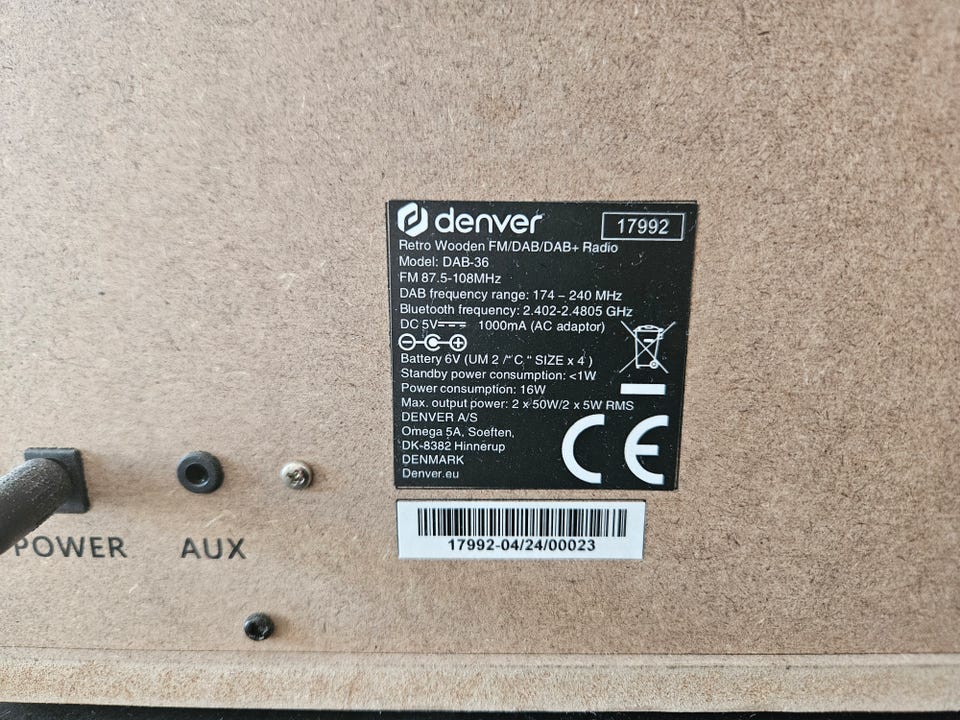 denver
17992
Retro Wooden FM/DAB/DAB+ Radio
Model: DAB-36
FM 87.5-108MHz
DAB frequency range: 174 – 240 MHz
Bluetooth frequency: 2.402-2.4805 GHz
DC 5V 1000mA (AC adaptor)
Battery 6V (UM 2 /“C “ SIZE x 4 )
Standby power consumption: <1W
Power consumption: 16W
Max. output power: 2 x 50W/2 x 5W RMS
DENVER A/S
Omega 5A, Soeften,
DK-8382 Hinnerup
DENMARK
Denver.eu
CE
17992-04/24/00023
POWER AUX